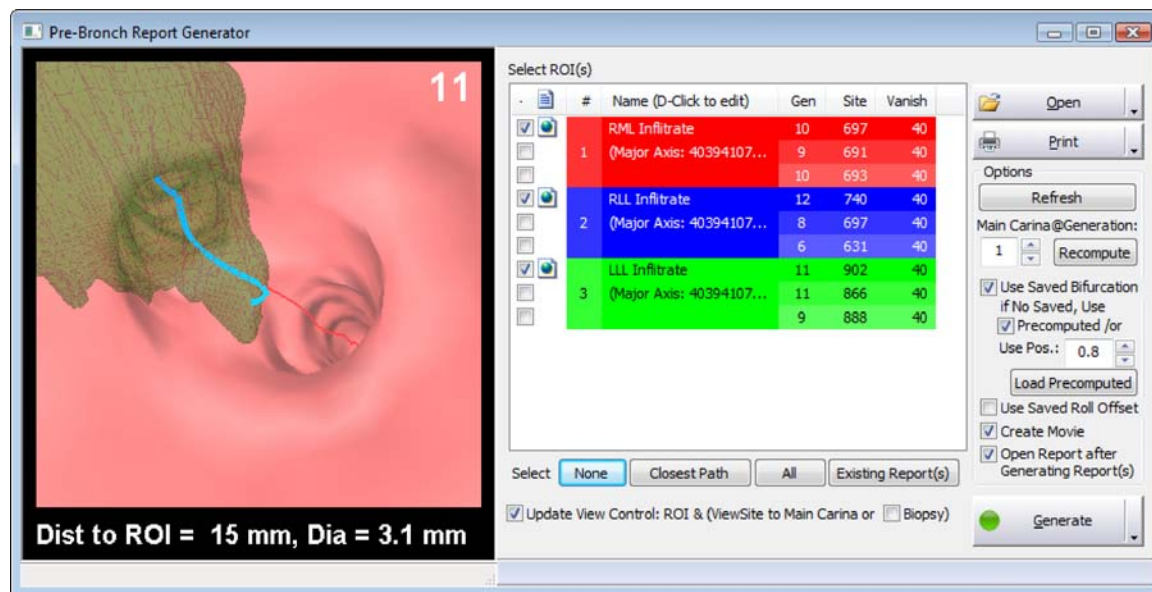 Pre-Bronch Report Generator
11
Dist to ROI = 15 mm, Dia = 3.1 mm
Select ROI(s)
# Name (D-Click to edit) Gen Site Vanish
RML Inflitrate 10 697 40
1 (Major Axis: 40394107... 9 691 40
10 693 40
RLL Inflitrate 12 740 40
2 (Major Axis: 40394107... 8 697 40
6 631 40
LLL Inflitrate 11 902 40
3 (Major Axis: 40394107... 11 866 40
9 888 40
Select None Closest Path All Existing Report(s)
Update View Control: ROI & (ViewSite to Main Carina or Biopsy)
Open
Print
Options
Refresh
Main Carina@Generation:
1 Recompute
Use Saved Bifurcation
if No Saved, Use
Precomputed /or
Use Pos.: 0.8
Load Precomputed
Use Saved Roll Offset
Create Movie
Open Report after
Generating Report(s)
Generate